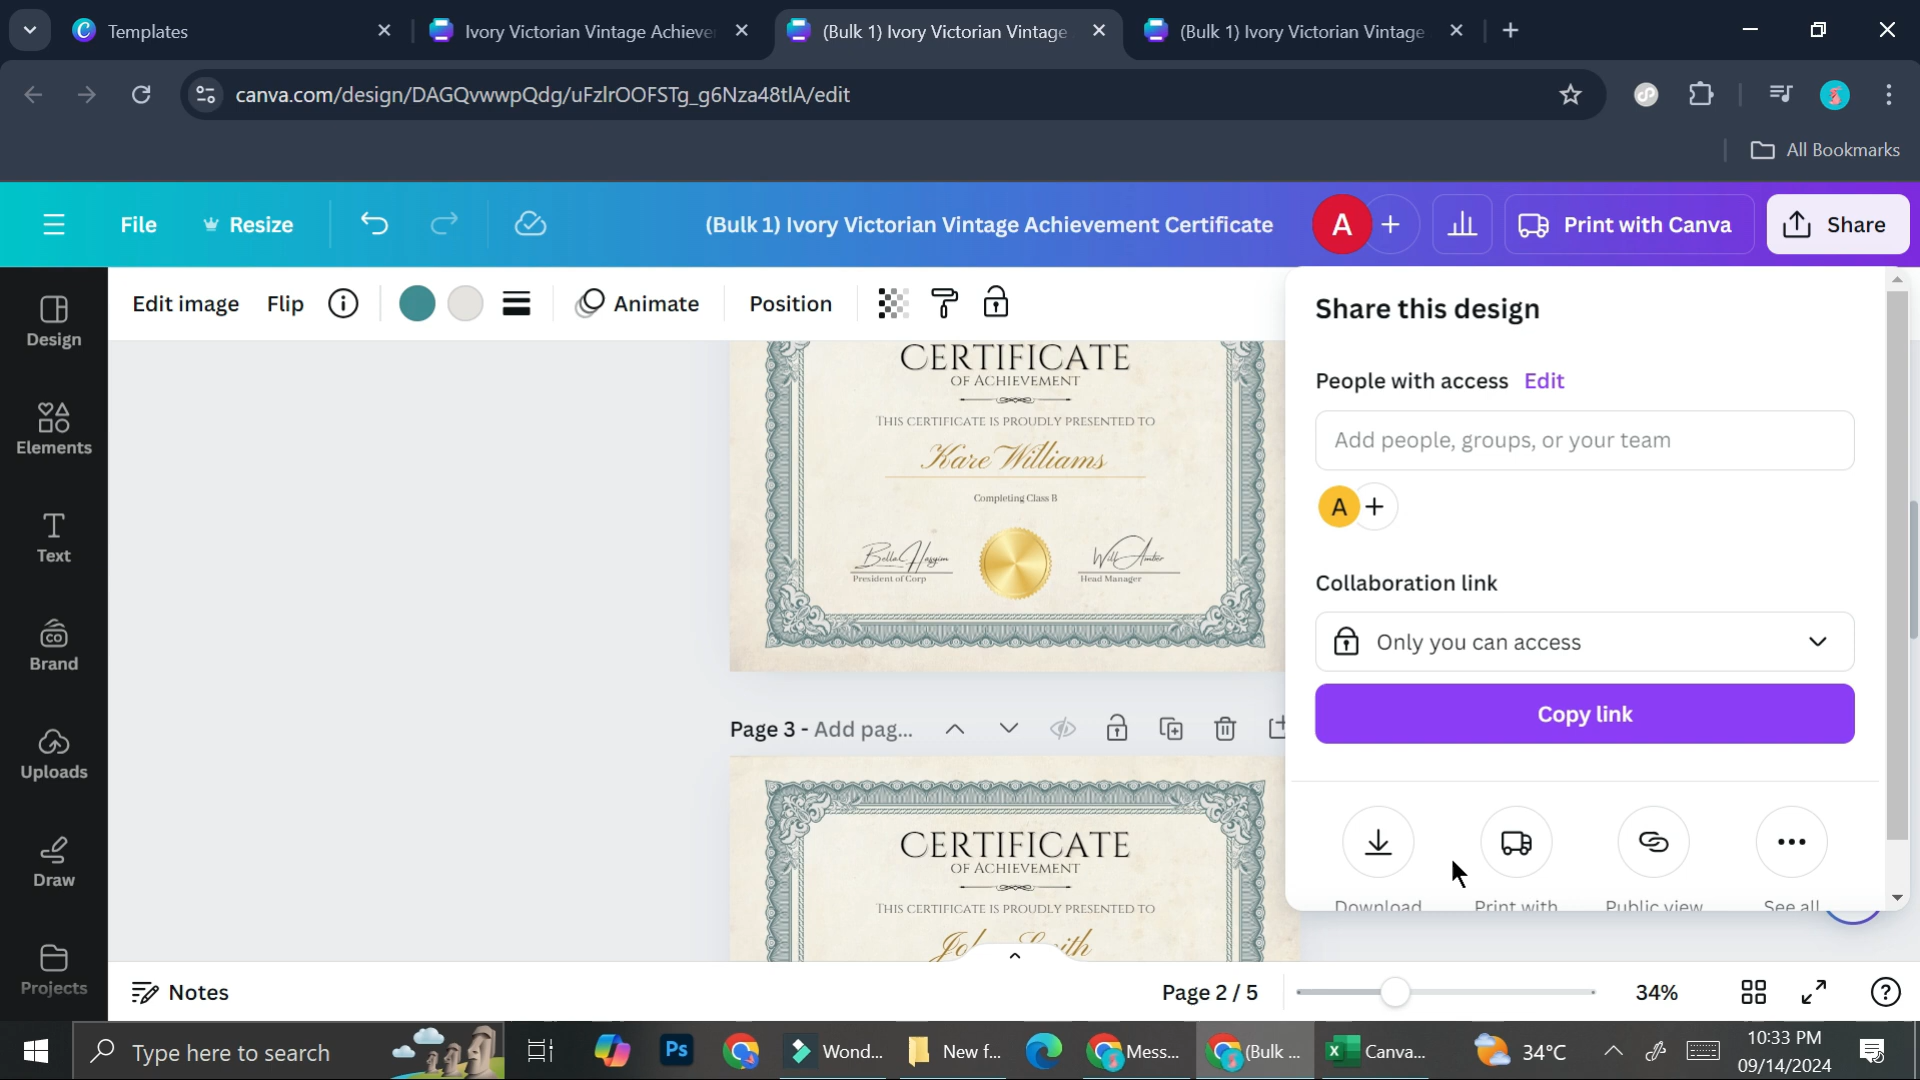 Templates
Ivory Victorian Vintage Achieve
(Bulk 1) Ivory Victorian Vintage
(Bulk 1) Ivory Victorian Vintage
canva.com/design/DAGQvwwpQdg/uFzlrOOFSTg_g6Nza48tlA/edit
All Bookmarks
File
Resize
(Bulk 1) Ivory Victorian Vintage Achievement Certificate
A
Print with Canva
Share
Edit image
Flip
Animate
Position
Design
Elements
Text
Brand
Uploads
Draw
Projects
CERTIFICATE
OF ACHIEVEMENT
THIS CERTIFICATE IS PROUDLY PRESENTED TO
Kare Williams
Completing Class B
President of Corp
Head Manager
Page 3 - Add pag...
CERTIFICATE
OF ACHIEVEMENT
THIS CERTIFICATE IS PROUDLY PRESENTED TO
Share this design
People with access Edit
Add people, groups, or your team
A
Collaboration link
Only you can access
Copy link
Download
Print with
Public view
See all
Notes
Page 2 / 5
34%
Type here to search
Ps
Wond...
New f...
Mess...
(Bulk ...
Canva...
34°C
10:33 PM
09/14/2024